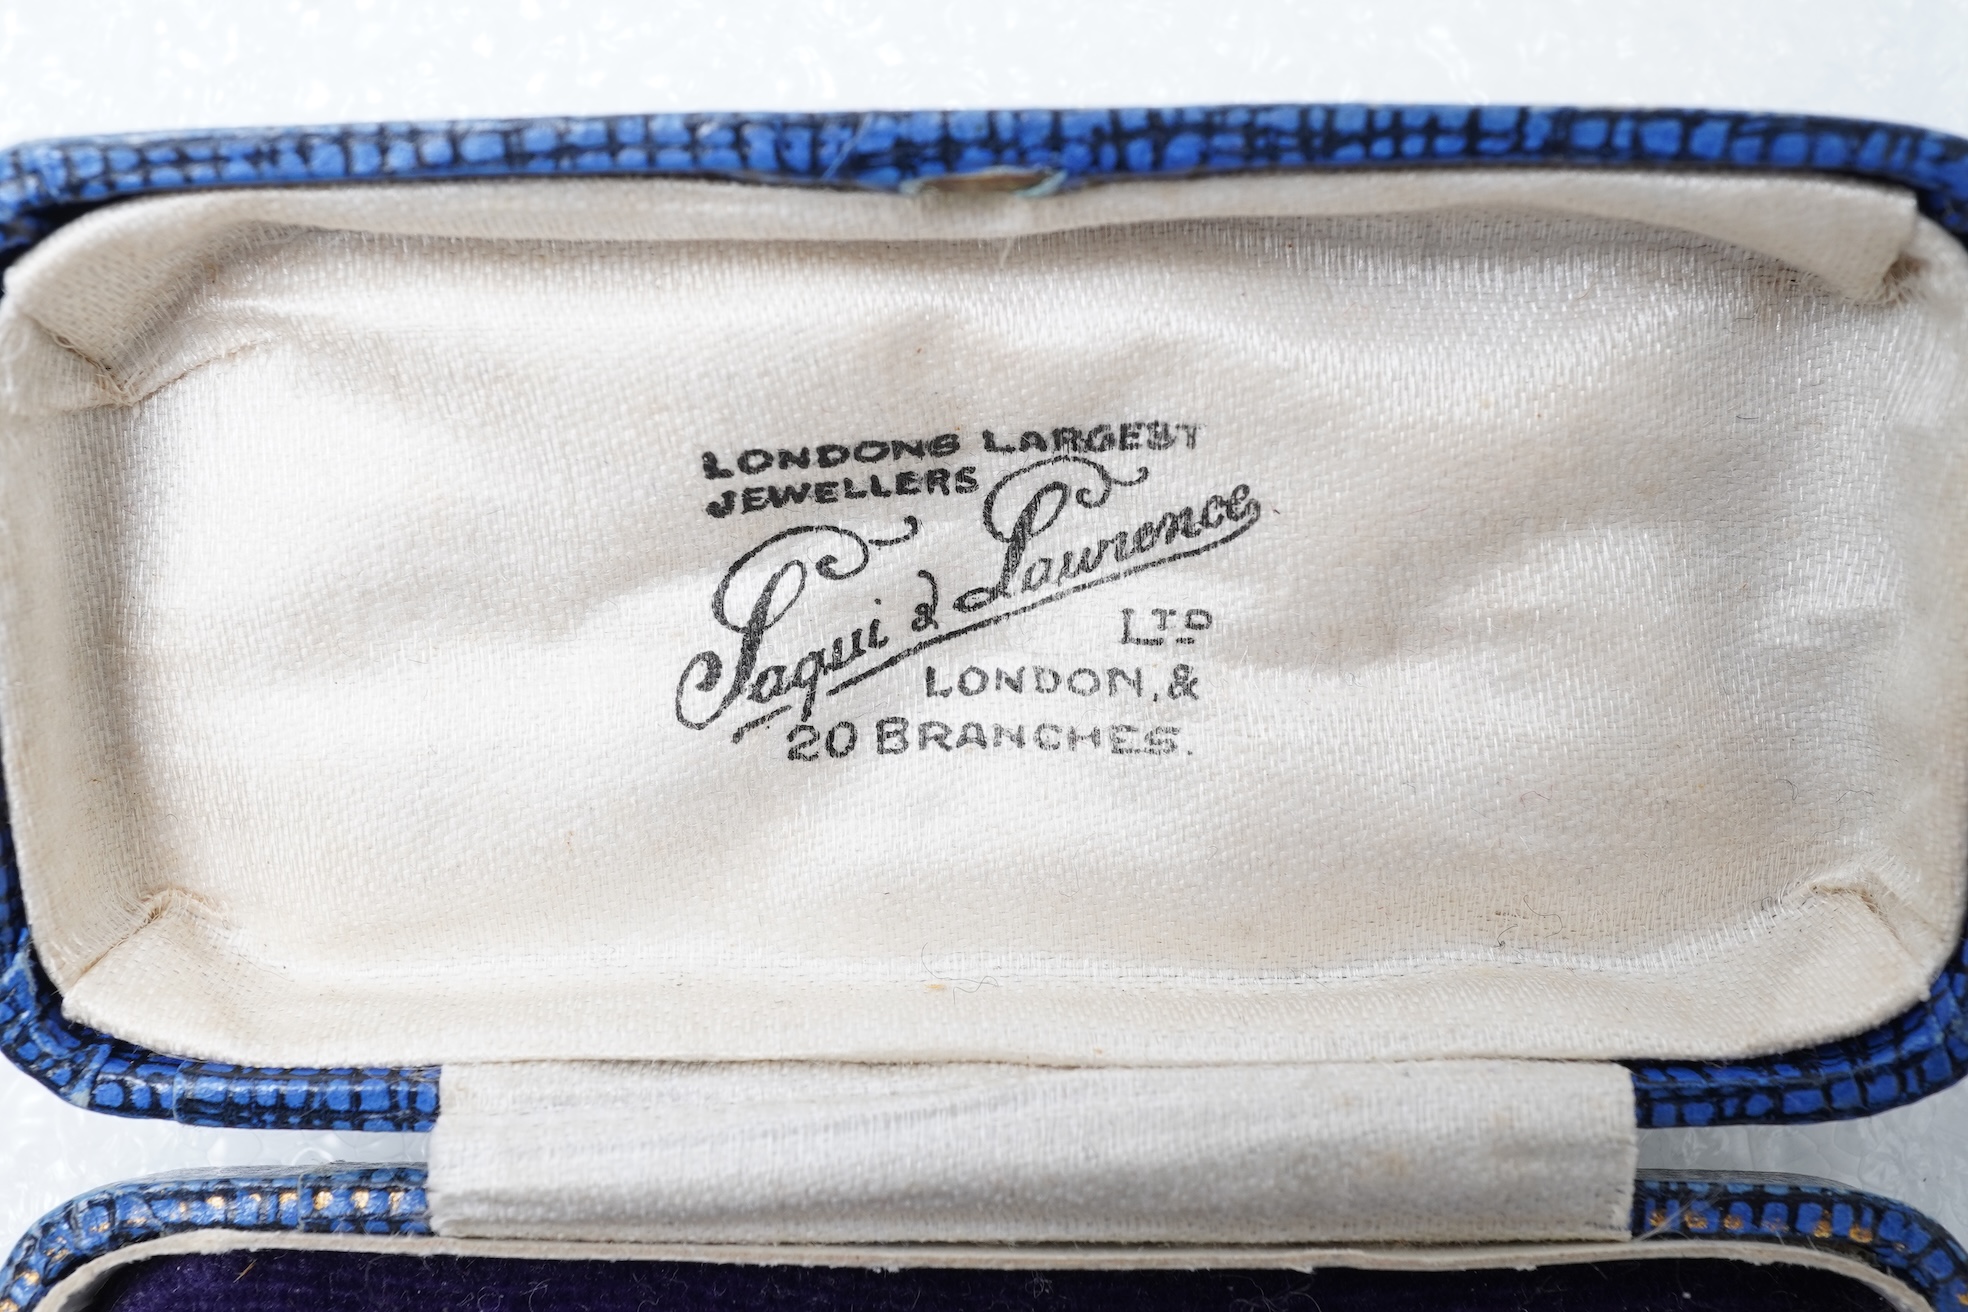 LONDONS LARGEST
JEWELLERS
Saqui & Lawrence
LTD
LONDON, &
20 BRANCHES.